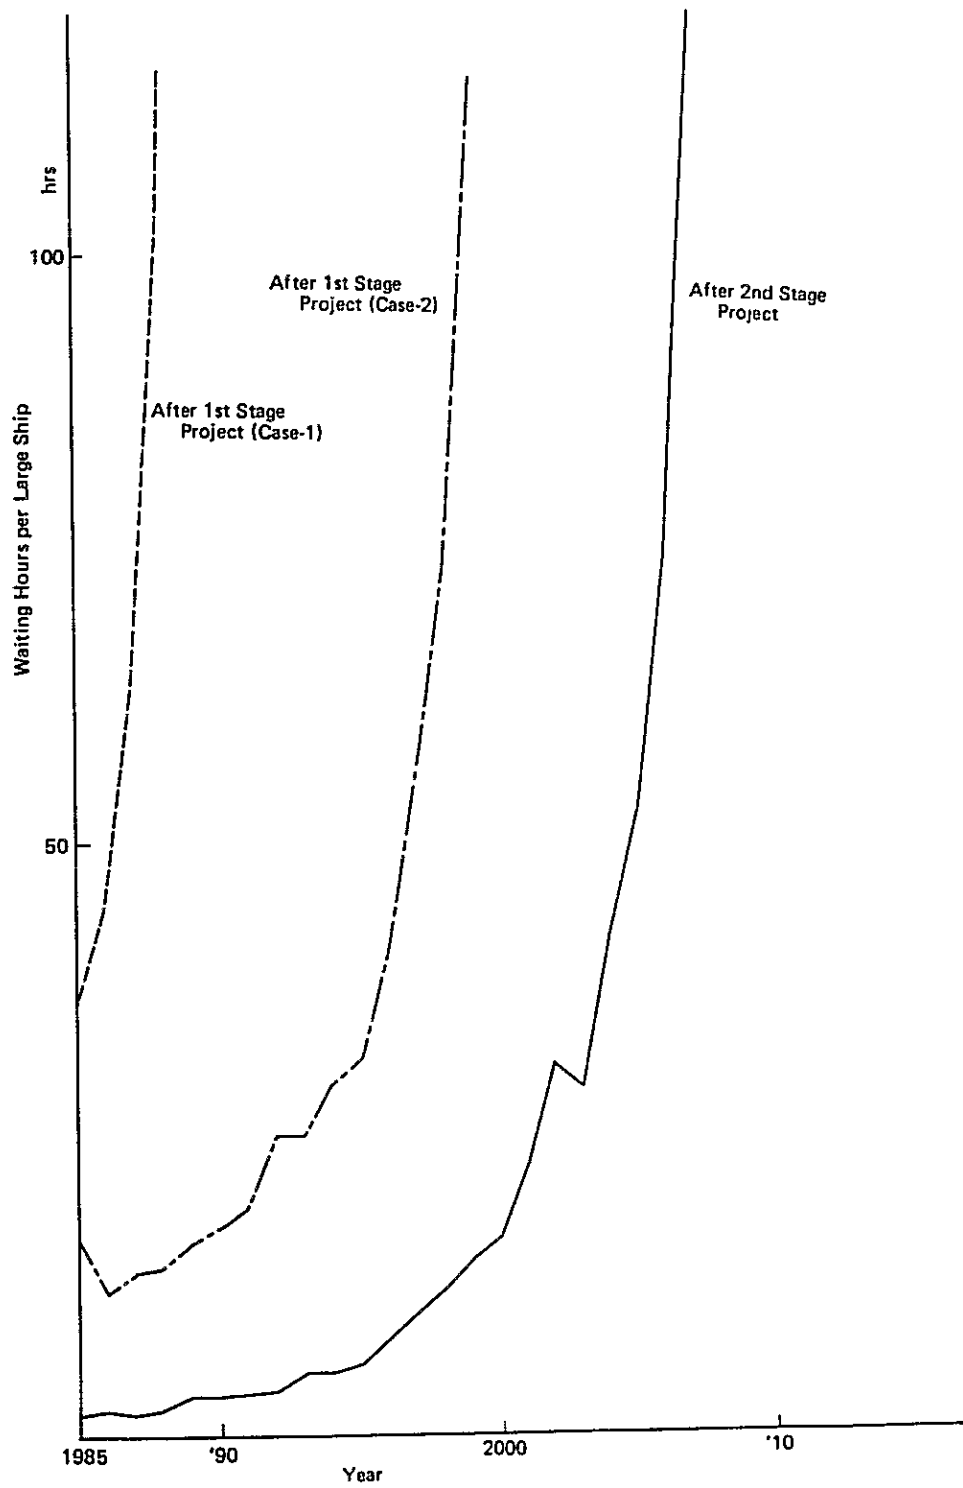 hrs
100
After 1st Stage
Project (Case-2)
After 2nd Stage
Project
After 1st Stage
Project (Case-1)
Waiting Hours per Large Ship
50
1985
'90
2000
'10
Year